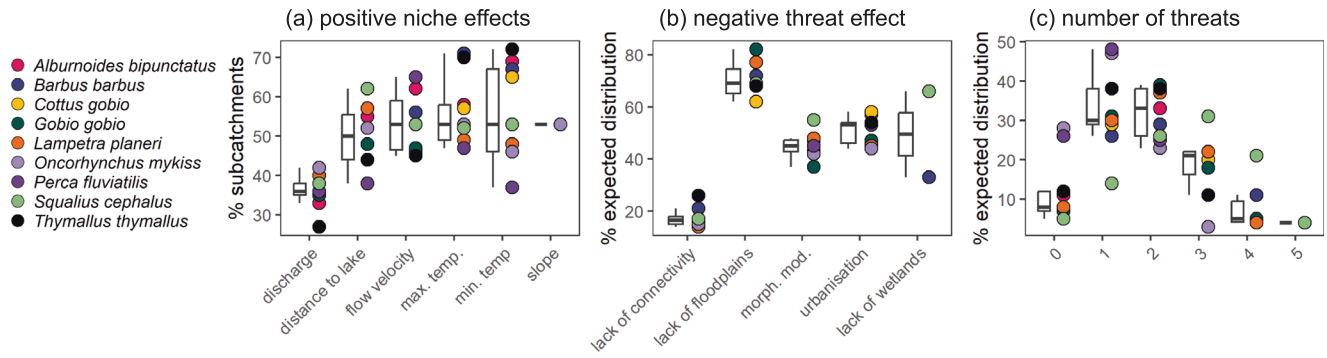 (a) positive niche effects
(b) negative threat effect
(c) number of threats
Alburnoides bipunctatus
Barbus barbus
Cottus gobio
Gobio gobio
Lampetra planeri
Oncorhynchus mykiss
Perca fluviatilis
Squalius cephalus
Thymallus thymallus
% subcatchments
70
60
50
40
30
discharge
distance to lake
flow velocity
max. temp.
min. temp
slope
% expected distribution
80
60
40
20
lack of connectivity
lack of floodplains
morph. mod.
urbanisation
lack of wetlands
% expected distribution
50
40
30
20
10
0
1
2
3
4
5